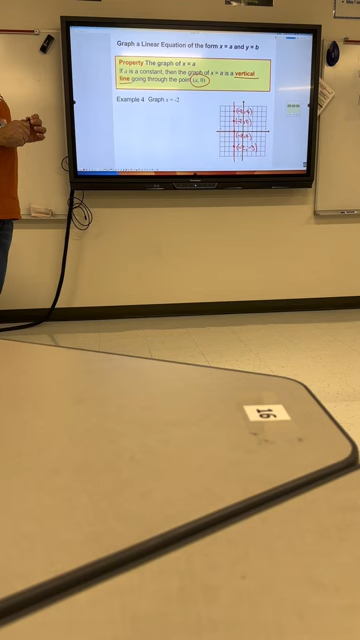 Graph a Linear Equation of the form x = a and y = b
Property The graph of x = a
If a is a constant, then the graph of x = a is a vertical
line going through the point (a, 0)
Example 4 Graph x = -2
16